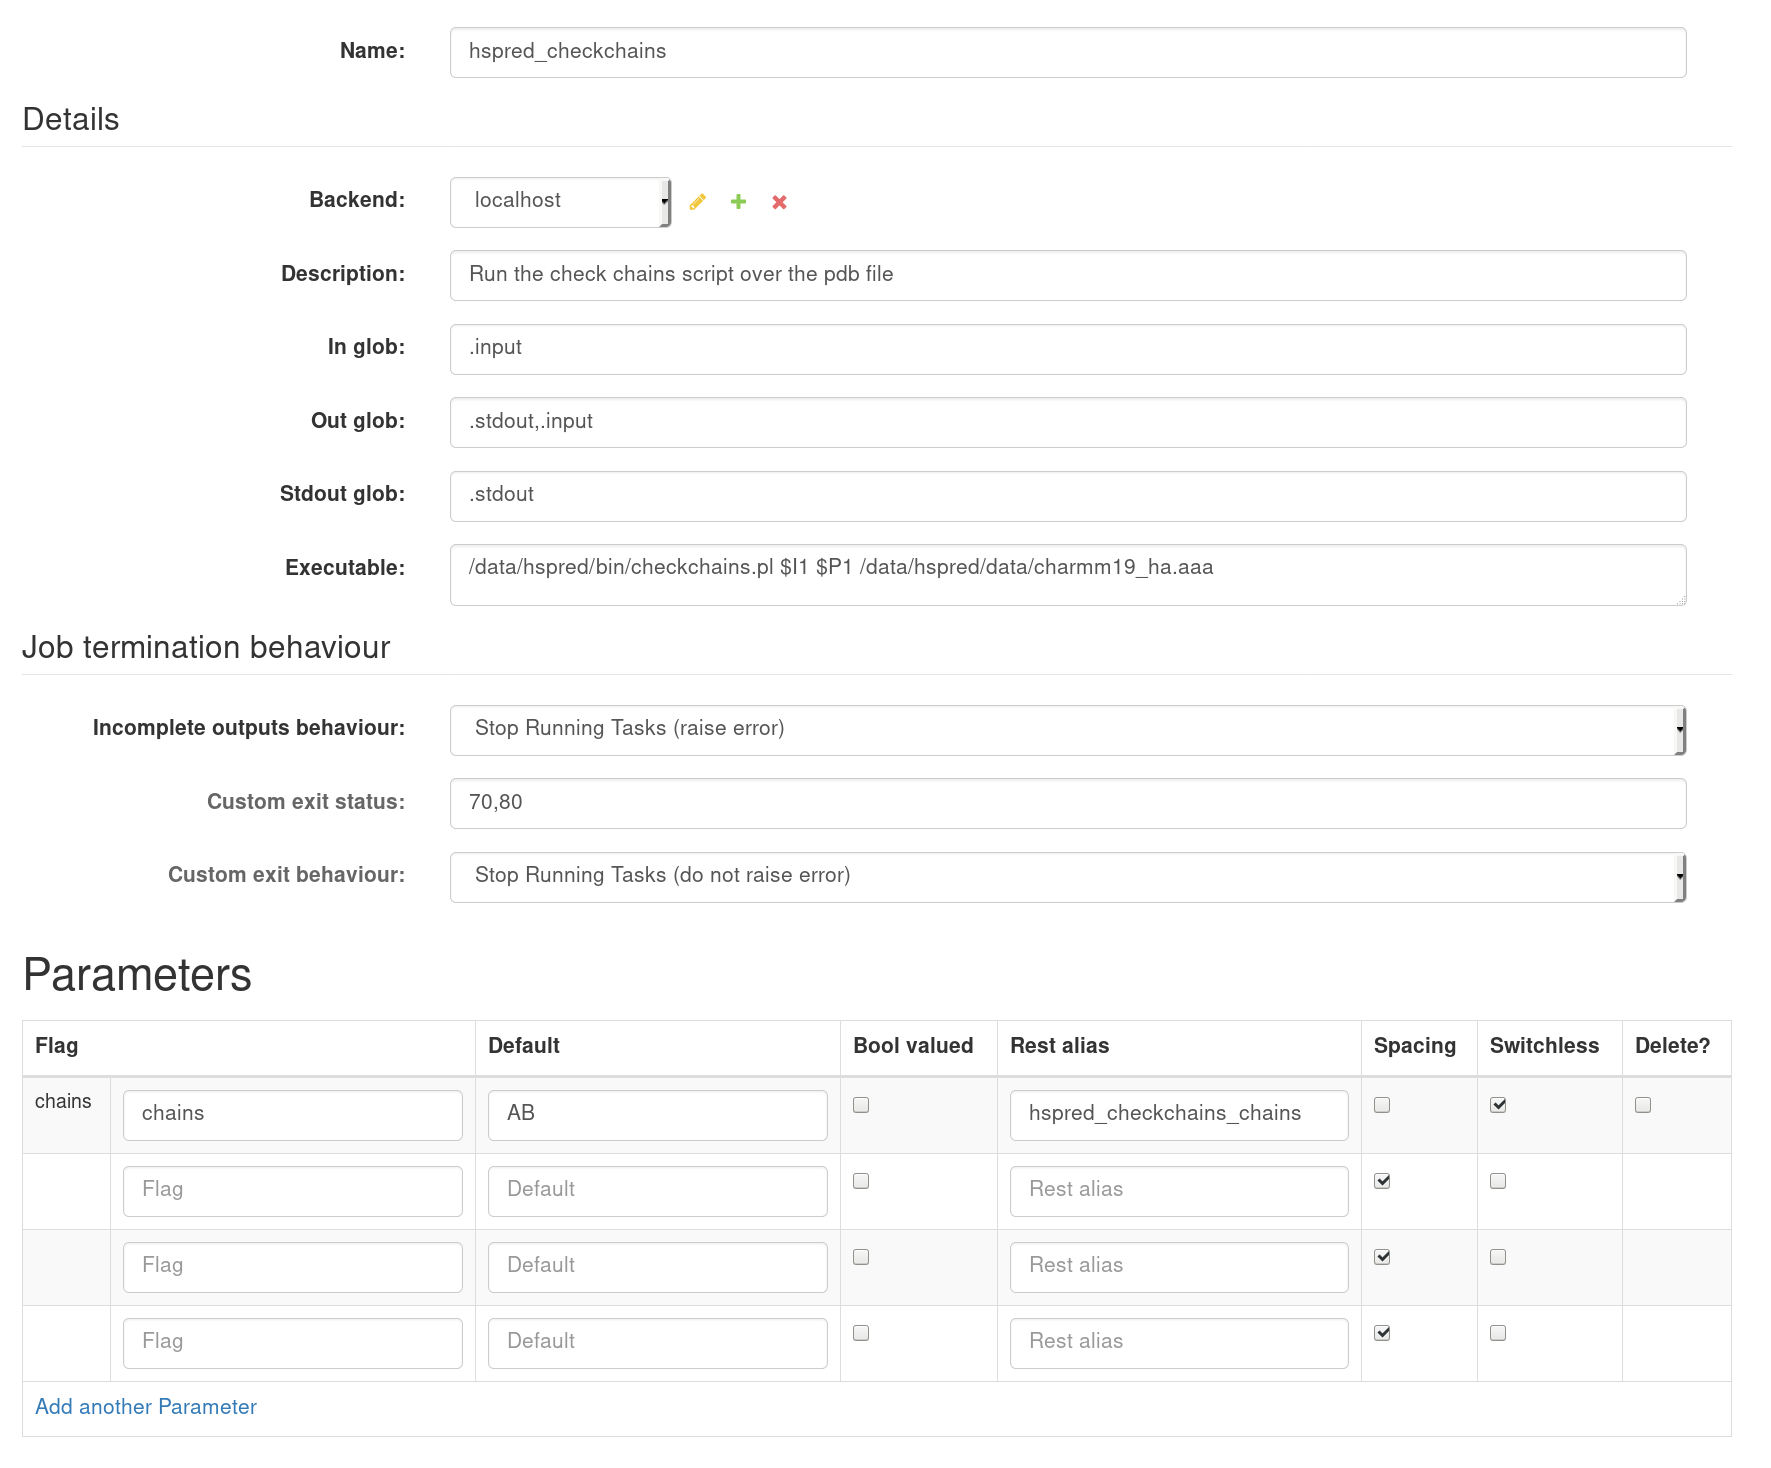 Name: hspred_checkchains
Details
Backend: localhost
Description: Run the check chains script over the pdb file
In glob: .input
Out glob: .stdout,.input
Stdout glob: .stdout
Executable: /data/hspred/bin/checkchains.pl $I1 $P1 /data/hspred/data/charmm19_ha.aaa
Job termination behaviour
Incomplete outputs behaviour: Stop Running Tasks (raise error)
Custom exit status: 70,80
Custom exit behaviour: Stop Running Tasks (do not raise error)
Parameters
Flag Default Bool valued Rest alias Spacing Switchless Delete?
chains chains AB hspred_checkchains_chains
Flag Default Rest alias
Flag Default Rest alias
Flag Default Rest alias
Add another Parameter